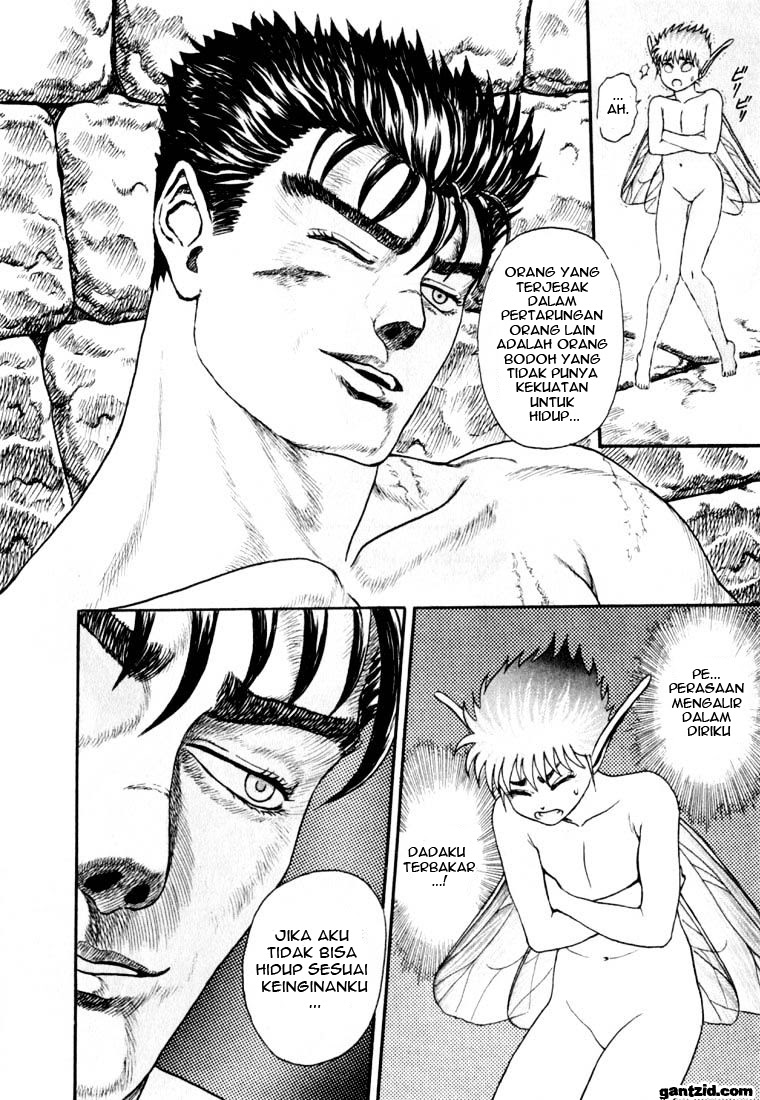 ...
AH.
ビリビリ
ORANG YANG
TERJEBAK
DALAM
PERTARUNGAN
ORANG LAIN
ADALAH ORANG
BODOH YANG
TIDAK PUNYA
KEKUATAN
UNTUK
HIDUP...
PE...
PERASAAN
MENGALIR
DALAM
DIRIKU
DADAKU
TERBAKAR
...!
JIKA AKU
TIDAK BISA
HIDUP SESUAI
KEINGINANKU
...
gantzid.com